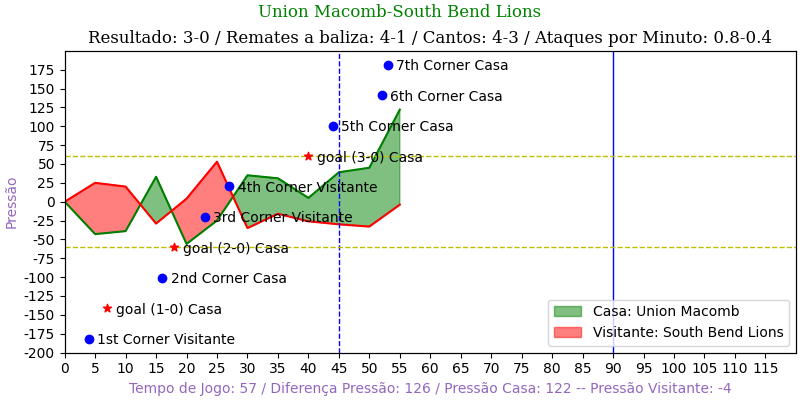 Union Macomb-South Bend Lions
Resultado: 3-0 / Remates a baliza: 4-1 / Cantos: 4-3 / Ataques por Minuto: 0.8-0.4
Pressão
175
150
125
100
75
50
25
0
-25
-50
-75
-100
-125
-150
-175
-200
7th Corner Casa
6th Corner Casa
5th Corner Casa
goal (3-0) Casa
4th Corner Visitante
3rd Corner Visitante
goal (2-0) Casa
2nd Corner Casa
goal (1-0) Casa
1st Corner Visitante
Casa: Union Macomb
Visitante: South Bend Lions
0 5 10 15 20 25 30 35 40 45 50 55 60 65 70 75 80 85 90 95 100 105 110 115
Tempo de Jogo: 57 / Diferença Pressão: 126 / Pressão Casa: 122 -- Pressão Visitante: -4